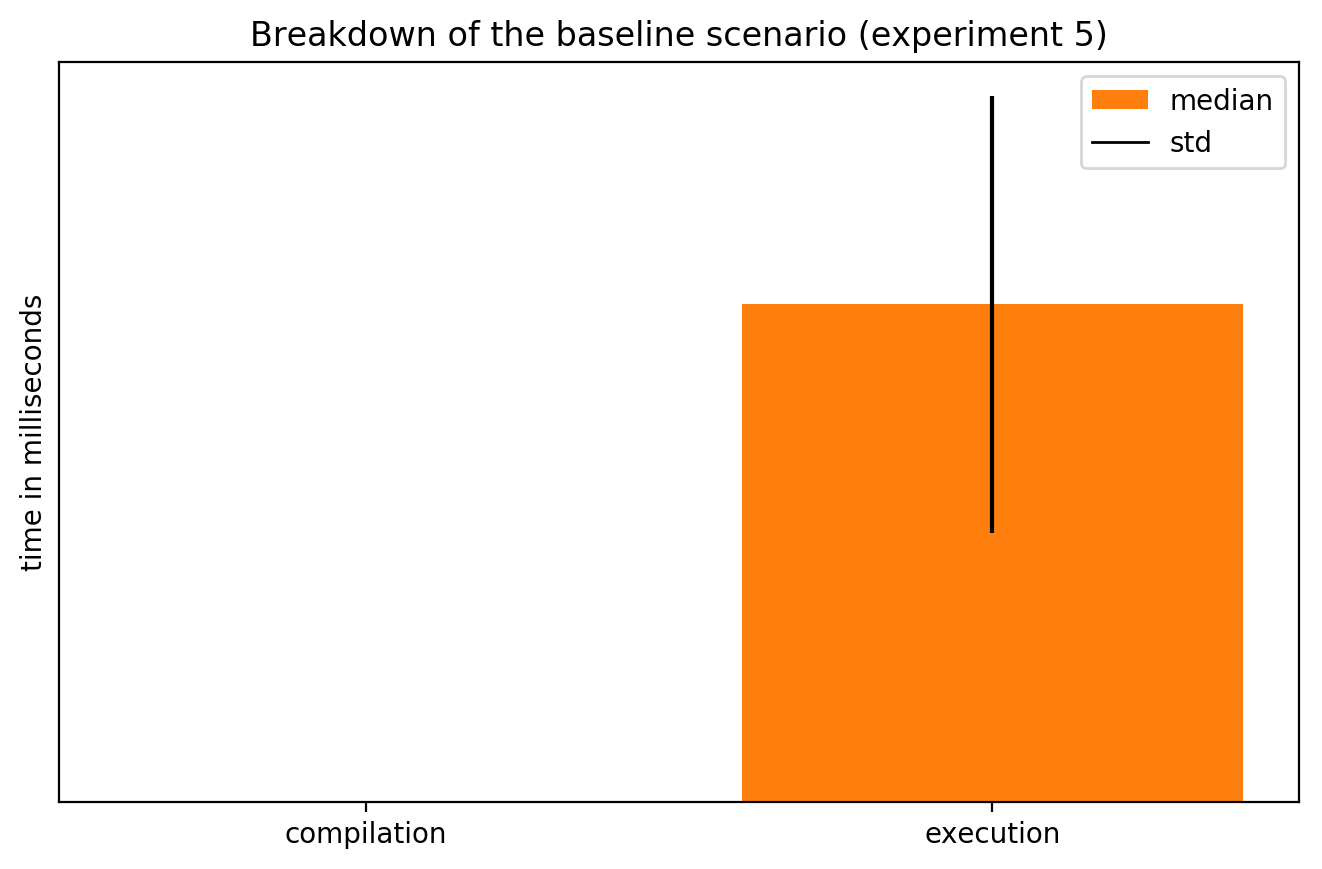 Breakdown of the baseline scenario (experiment 5)
median
std
time in milliseconds
compilation
execution